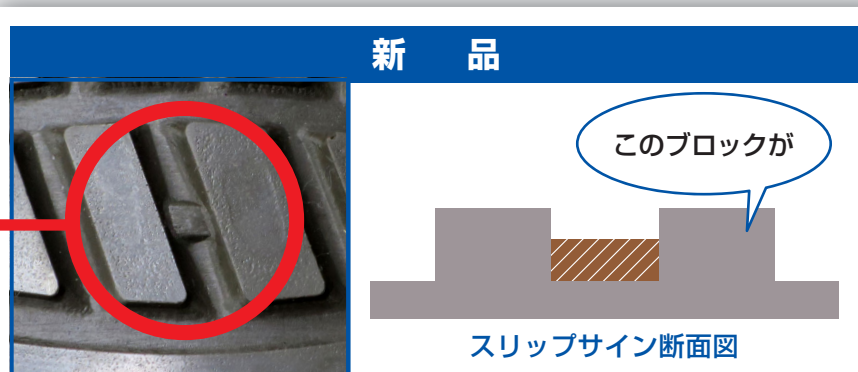 新 品
このブロックが
スリップサイン断面図